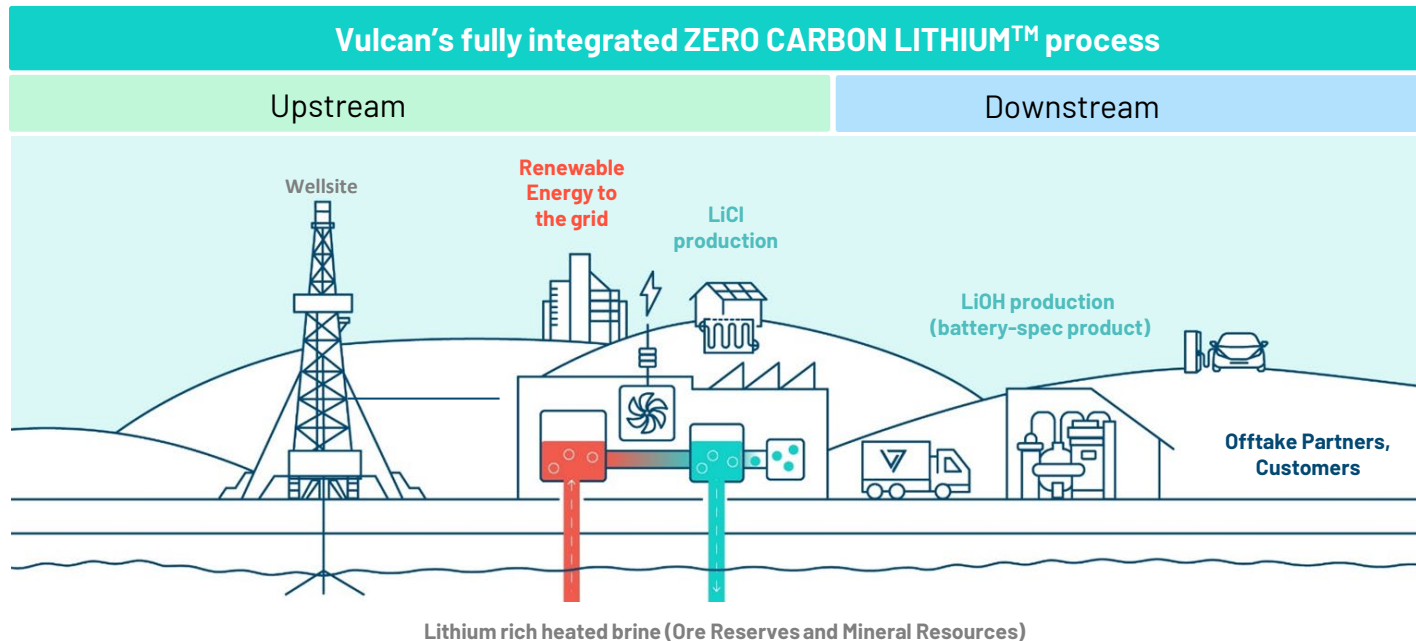 Vulcan's fully integrated ZERO CARBON LITHIUM™ process
Upstream
Downstream
Wellsite
Renewable
Energy to
the grid
LiCl
production
LiOH production
(battery-spec product)
Offtake Partners,
Customers
Lithium rich heated brine (Ore Reserves and Mineral Resources)